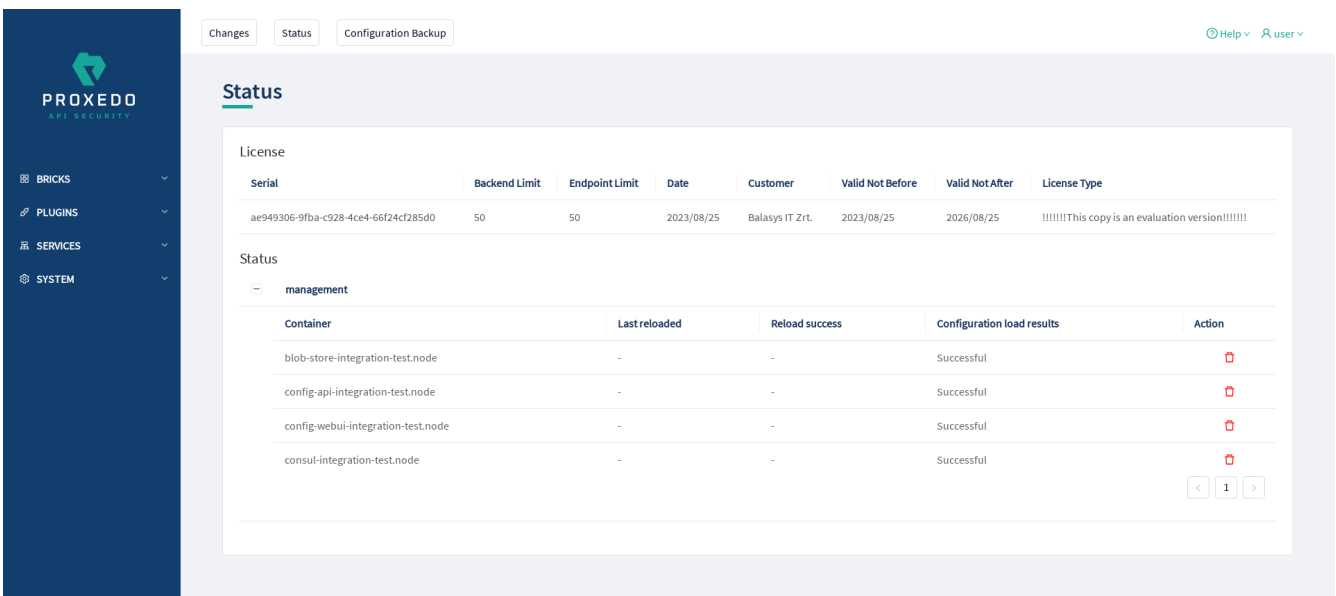 Changes Status Configuration Backup Help user
PROXEDO
API SECURITY
BRICKS
PLUGINS
SERVICES
SYSTEM
Status
License
Serial Backend Limit Endpoint Limit Date Customer Valid Not Before Valid Not After License Type
ae949306-9fba-c928-4ce4-66f24cf285d0 50 50 2023/08/25 Balasys IT Zrt. 2023/08/25 2026/08/25 !!!!!!!This copy is an evaluation version!!!!!!!
Status
management
Container Last reloaded Reload success Configuration load results Action
blob-store-integration-test.node - - Successful
config-api-integration-test.node - - Successful
config-webui-integration-test.node - - Successful
consul-integration-test.node - - Successful
< 1 >